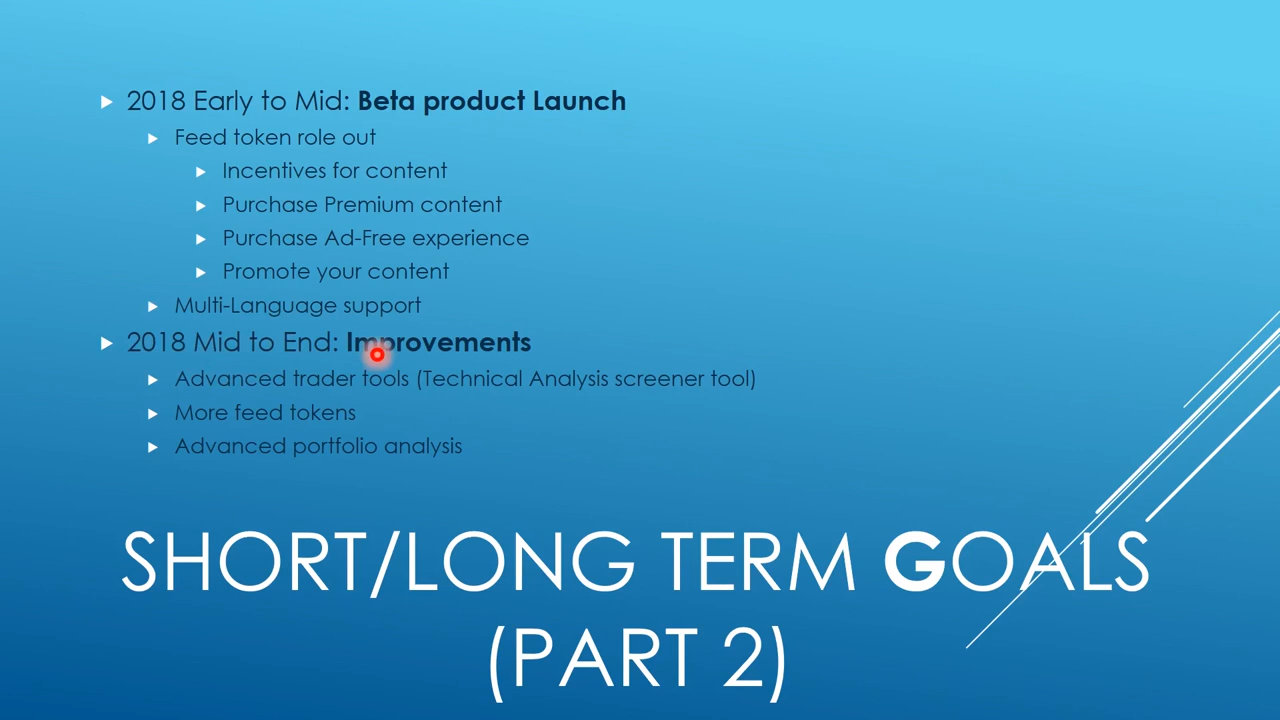 2018 Early to Mid: Beta product Launch
Feed token role out
Incentives for content
Purchase Premium content
Purchase Ad-Free experience
Promote your content
Multi-Language support
2018 Mid to End: Improvements
Advanced trader tools (Technical Analysis screener tool)
More feed tokens
Advanced portfolio analysis
SHORT/LONG TERM GOALS
(PART 2)